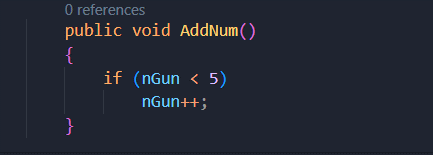 0 references
public void AddNum()
{
if (nGun < 5)
nGun++;
}